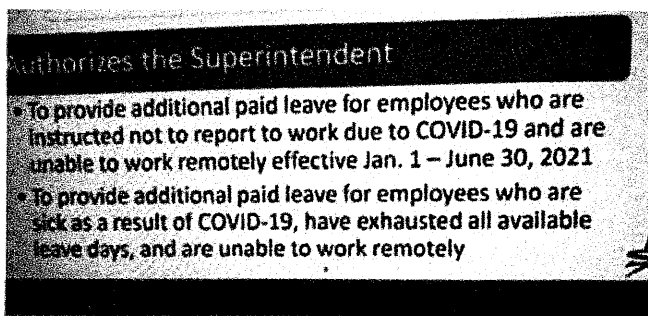 Authorizes the Superintendent
• To provide additional paid leave for employees who are
instructed not to report to work due to COVID-19 and are
unable to work remotely effective Jan. 1 – June 30, 2021
• To provide additional paid leave for employees who are
sick as a result of COVID-19, have exhausted all available
leave days, and are unable to work remotely